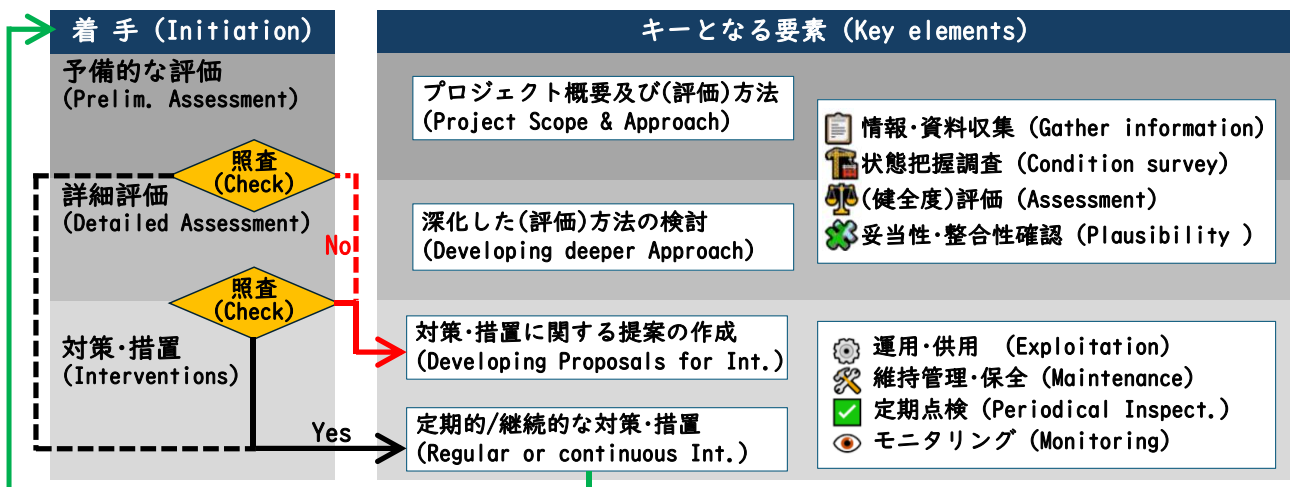 着 手 (Initiation)
キーとなる要素 (Key elements)
予備的な評価
(Prelim. Assessment)
照査
(Check)
詳細評価
(Detailed Assessment)
No
照査
(Check)
対策・措置
(Interventions)
Yes
プロジェクト概要及び(評価)方法
(Project Scope & Approach)
深化した(評価)方法の検討
(Developing deeper Approach)
対策・措置に関する提案の作成
(Developing Proposals for Int.)
定期的/継続的な対策・措置
(Regular or continuous Int.)
情報・資料収集 (Gather information)
状態把握調査 (Condition survey)
(健全度)評価 (Assessment)
妥当性・整合性確認 (Plausibility )
運用・供用 (Exploitation)
維持管理・保全 (Maintenance)
定期点検 (Periodical Inspect.)
モニタリング (Monitoring)